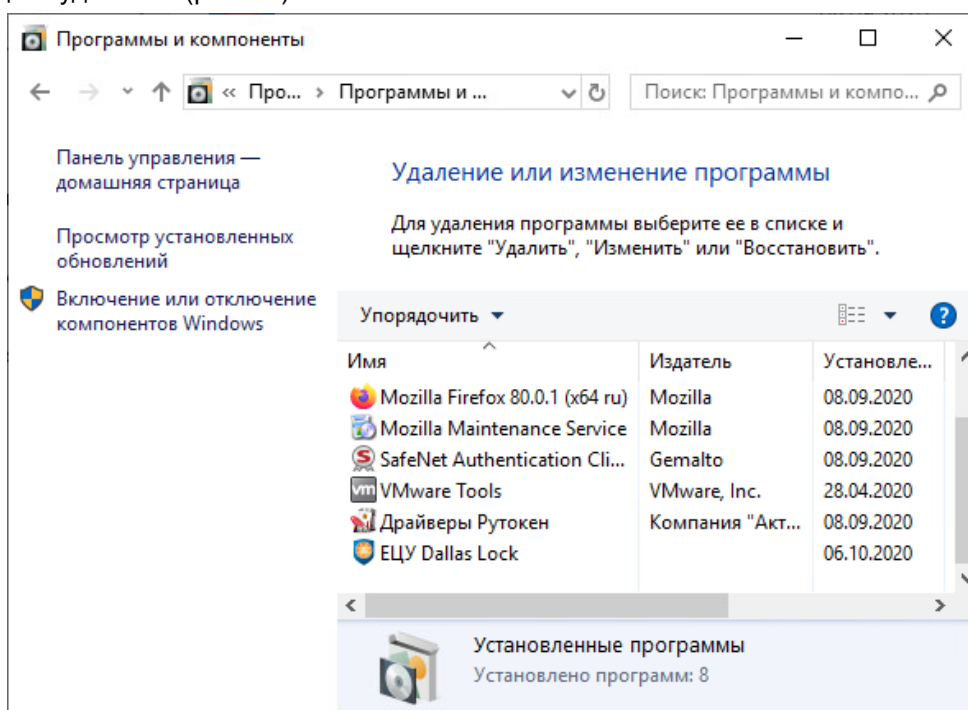 Программы и компоненты
« Про... › Программы и ...
Поиск: Программы и компо...
Панель управления —
домашняя страница
Просмотр установленных
обновлений
Включение или отключение
компонентов Windows
Удаление или изменение программы
Для удаления программы выберите ее в списке и
щелкните "Удалить", "Изменить" или "Восстановить".
Упорядочить
Имя Издатель Установле...
Mozilla Firefox 80.0.1 (x64 ru) Mozilla 08.09.2020
Mozilla Maintenance Service Mozilla 08.09.2020
SafeNet Authentication Cli... Gemalto 08.09.2020
vm VMware Tools VMware, Inc. 28.04.2020
Драйверы Рутокен Компания "Акт... 08.09.2020
ЕЦУ Dallas Lock 06.10.2020
Установленные программы
Установлено программ: 8